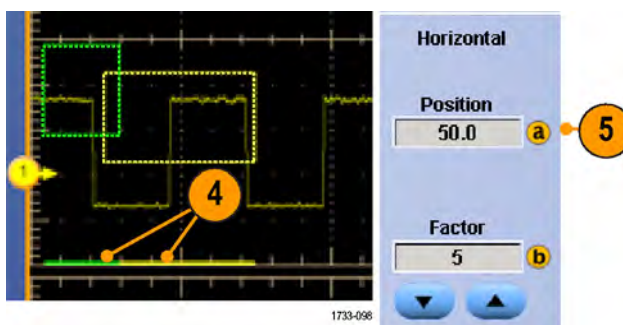 Horizontal
Position
50.0 a
5
1
4
Factor
5 b
1733-098